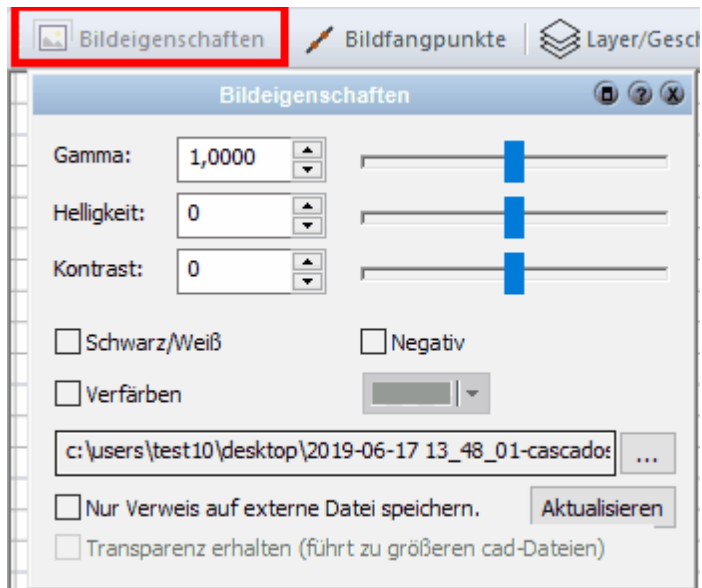 Bildeigenschaften Bildfangpunkte Layer/Gesch
Bildeigenschaften
Gamma: 1,0000
Helligkeit: 0
Kontrast: 0
Schwarz/Weiß Negativ
Verfärben
c:\users\test10\desktop\2019-06-17 13_48_01-cascados ...
Nur Verweis auf externe Datei speichern. Aktualisieren
Transparenz erhalten (führt zu größeren cad-Dateien)